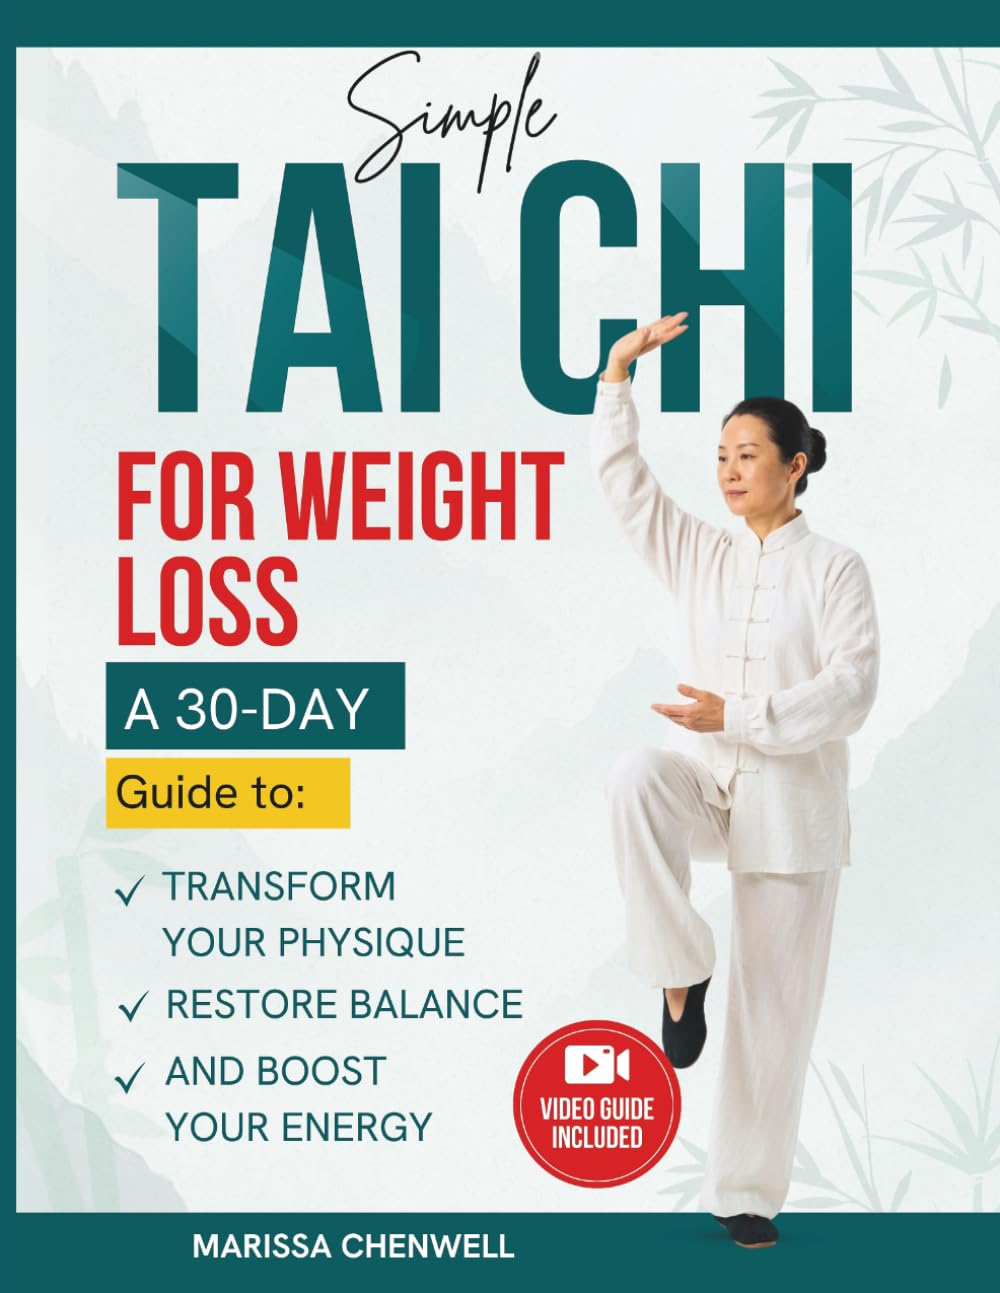 Simple
TAI CHI
FOR WEIGHT
LOSS
A 30-DAY
Guide to:
TRANSFORM
YOUR PHYSIQUE
RESTORE BALANCE
AND BOOST
YOUR ENERGY
VIDEO GUIDE
INCLUDED
MARISSA CHENWELL